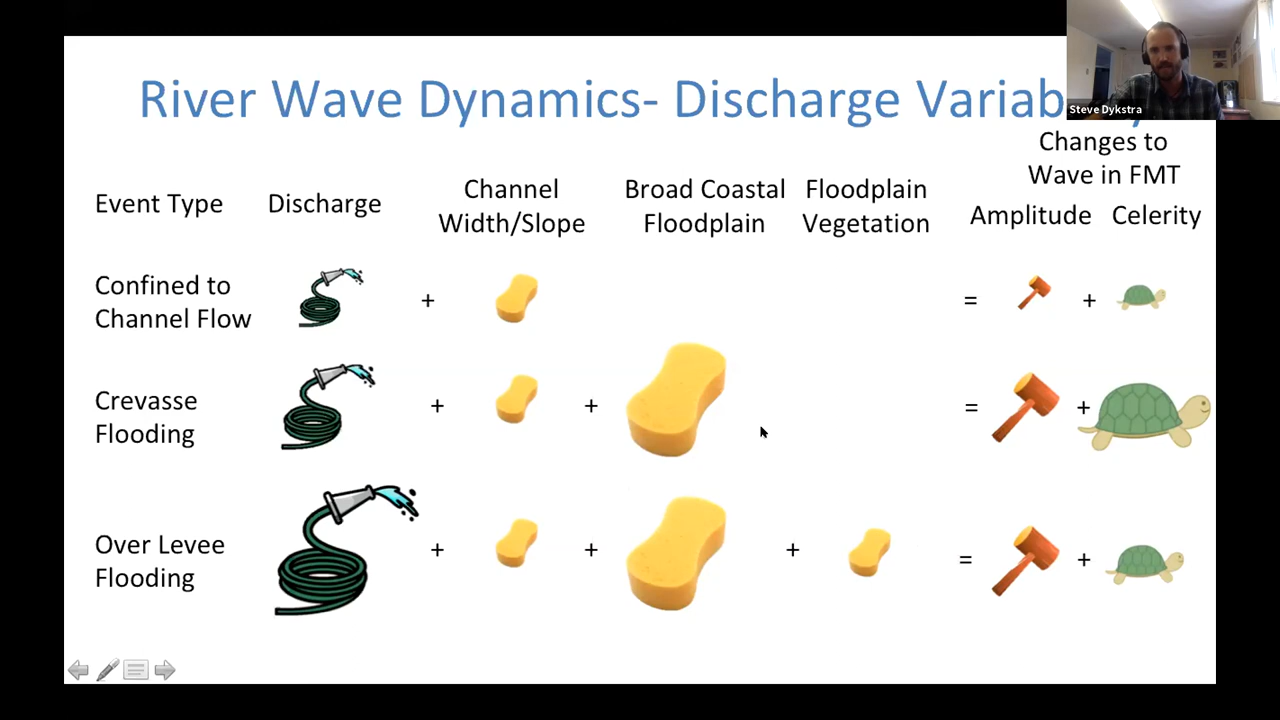 River Wave Dynamics- Discharge
Steve Dykstra
Changes to
Wave in FMT
Event Type Discharge Channel Width/Slope Broad Coastal Floodplain Floodplain Vegetation Amplitude Celerity
Confined to
Channel Flow
+ = +
Crevasse
Flooding
+ + = +
Over Levee
Flooding
+ + + = +